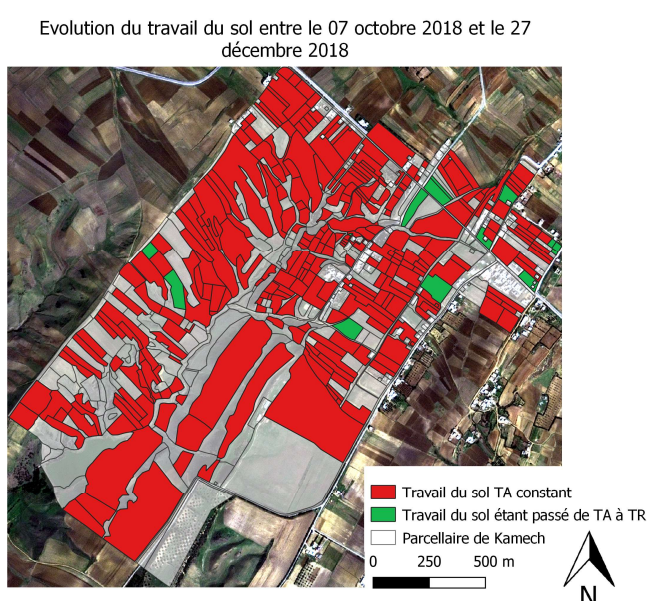 Evolution du travail du sol entre le 07 octobre 2018 et le 27
décembre 2018
Travail du sol TA constant
Travail du sol étant passé de TA à TR
Parcellaire de Kamech
0 250 500 m
N